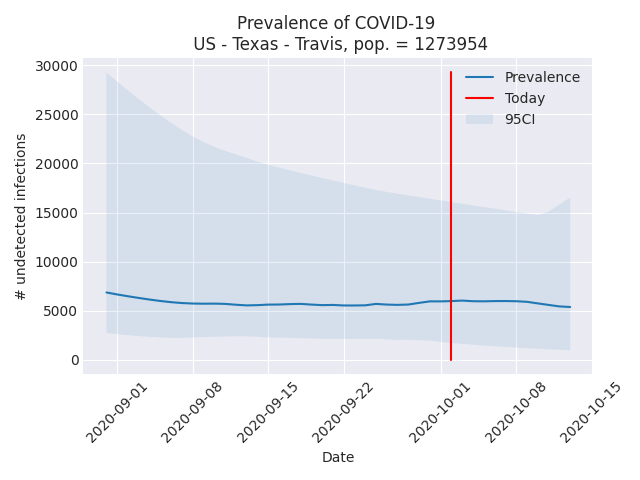 Prevalence of COVID-19
US - Texas - Travis, pop. = 1273954
Prevalence
Today
95CI
# undetected infections
30000
25000
20000
15000
10000
5000
0
2020-09-01
2020-09-08
2020-09-15
2020-09-22
2020-10-01
2020-10-08
2020-10-15
Date